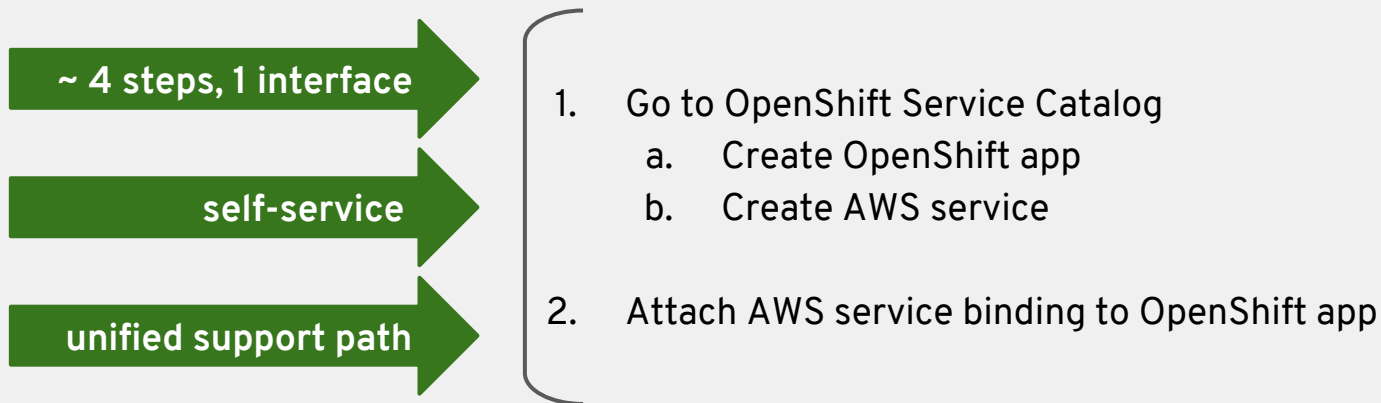 ~ 4 steps, 1 interface
self-service
unified support path
1. Go to OpenShift Service Catalog
a. Create OpenShift app
b. Create AWS service
2. Attach AWS service binding to OpenShift app